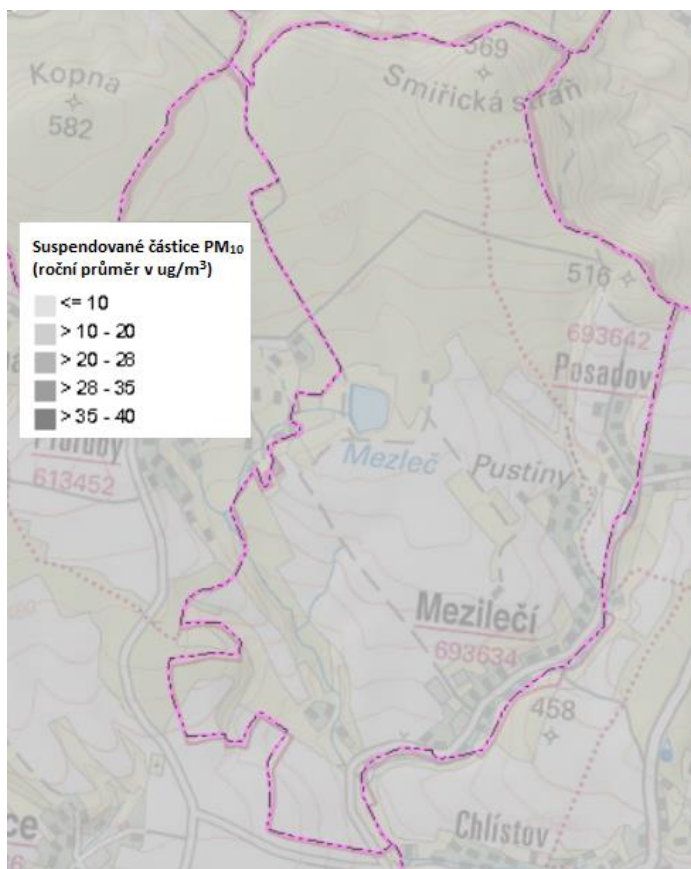 569
Kopna
Smiřická stráň
582
Suspendované částice PM₁₀
(roční průměr v ug/m³)
<= 10
> 10 - 20
> 20 - 28
> 28 - 35
> 35 - 40
516
693642
Posadov
613452
Mezleč
Pustiny
Mezilečí
693634
458
Chlístov